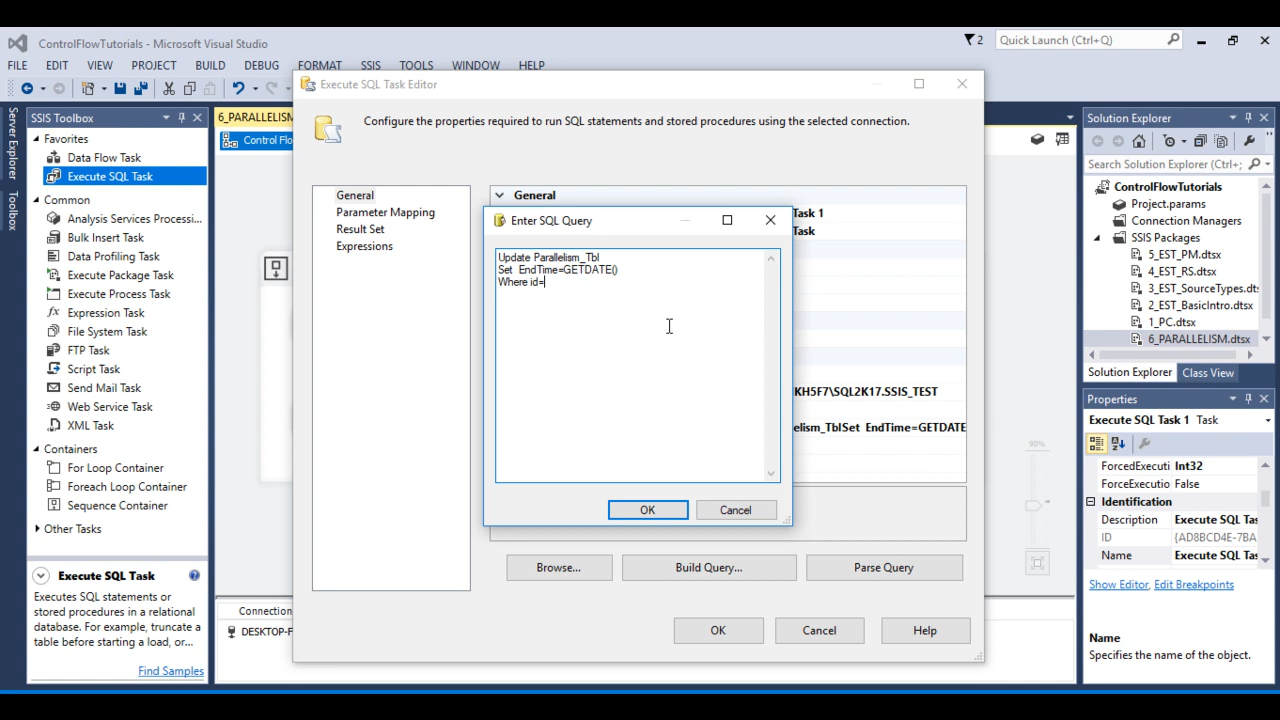 ControlFlowTutorials - Microsoft Visual Studio
2
Quick Launch (Ctrl+Q)
FILE EDIT VIEW PROJECT BUILD DEBUG FORMAT SSIS TOOLS WINDOW HELP
Server Explorer
Toolbox
SSIS Toolbox
Favorites
Data Flow Task
Execute SQL Task
Common
Analysis Services Processi...
Bulk Insert Task
Data Profiling Task
Execute Package Task
Execute Process Task
Expression Task
File System Task
FTP Task
Script Task
Send Mail Task
Web Service Task
XML Task
Containers
For Loop Container
Foreach Loop Container
Sequence Container
Other Tasks
Execute SQL Task
Executes SQL statements or
stored procedures in a relational
database. For example, truncate a
table before starting a load, or...
Find Samples
6_PARALLELISM
Control Flo
Connection
DESKTOP-F
Execute SQL Task Editor
Configure the properties required to run SQL statements and stored procedures using the selected connection.
General
Parameter Mapping
Result Set
Expressions
General
Task 1
Task
KH5F7\SQL2K17.SSIS_TEST
elism_TblSet EndTime=GETDATE
Enter SQL Query
Update Parallelism_Tbl
Set EndTime=GETDATE()
Where id=
OK Cancel
Browse... Build Query... Parse Query
OK Cancel Help
90%
Solution Explorer
Search Solution Explorer (Ctrl+;
ControlFlowTutorials
Project.params
Connection Managers
SSIS Packages
5_EST_PM.dtsx
4_EST_RS.dtsx
3_EST_SourceTypes.dts
2_EST_BasicIntro.dtsx
1_PC.dtsx
6_PARALLELISM.dtsx
Solution Explorer Class View
Properties
Execute SQL Task 1 Task
ForcedExecuti Int32
ForceExecutio False
Identification
Description Execute SQL Tas
ID {AD8BCD4E-7BA
Name Execute SQL Tas
Show Editor, Edit Breakpoints
Name
Specifies the name of the object.